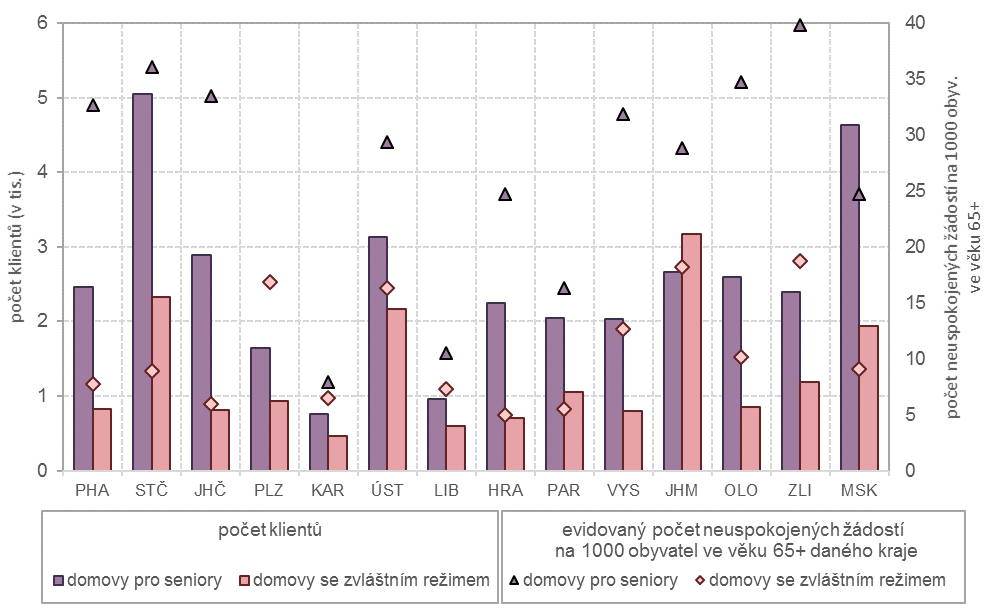 6
5
4
3
2
1
0
počet klientů (v tis.)
40
35
30
25
20
15
10
5
0
počet neuspokojených žádostí na 1000 obyv.
ve věku 65+
PHA STČ JHČ PLZ KAR ÚST LIB HRA PAR VYS JHM OLO ZLI MSK
počet klientů
domovy pro seniory domovy se zvláštním režimem
evidovaný počet neuspokojených žádostí
na 1000 obyvatel ve věku 65+ daného kraje
domovy pro seniory domovy se zvláštním režimem